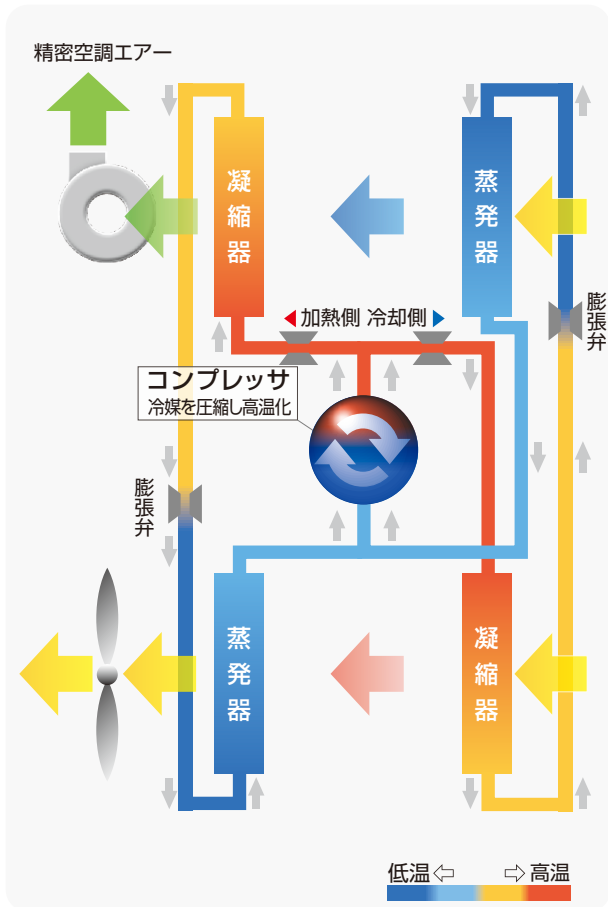 精密空調エアー
凝縮器
蒸発器
膨張弁
加熱側 冷却側
コンプレッサ
冷媒を圧縮し高温化
膨張弁
蒸発器
凝縮器
低温 高温